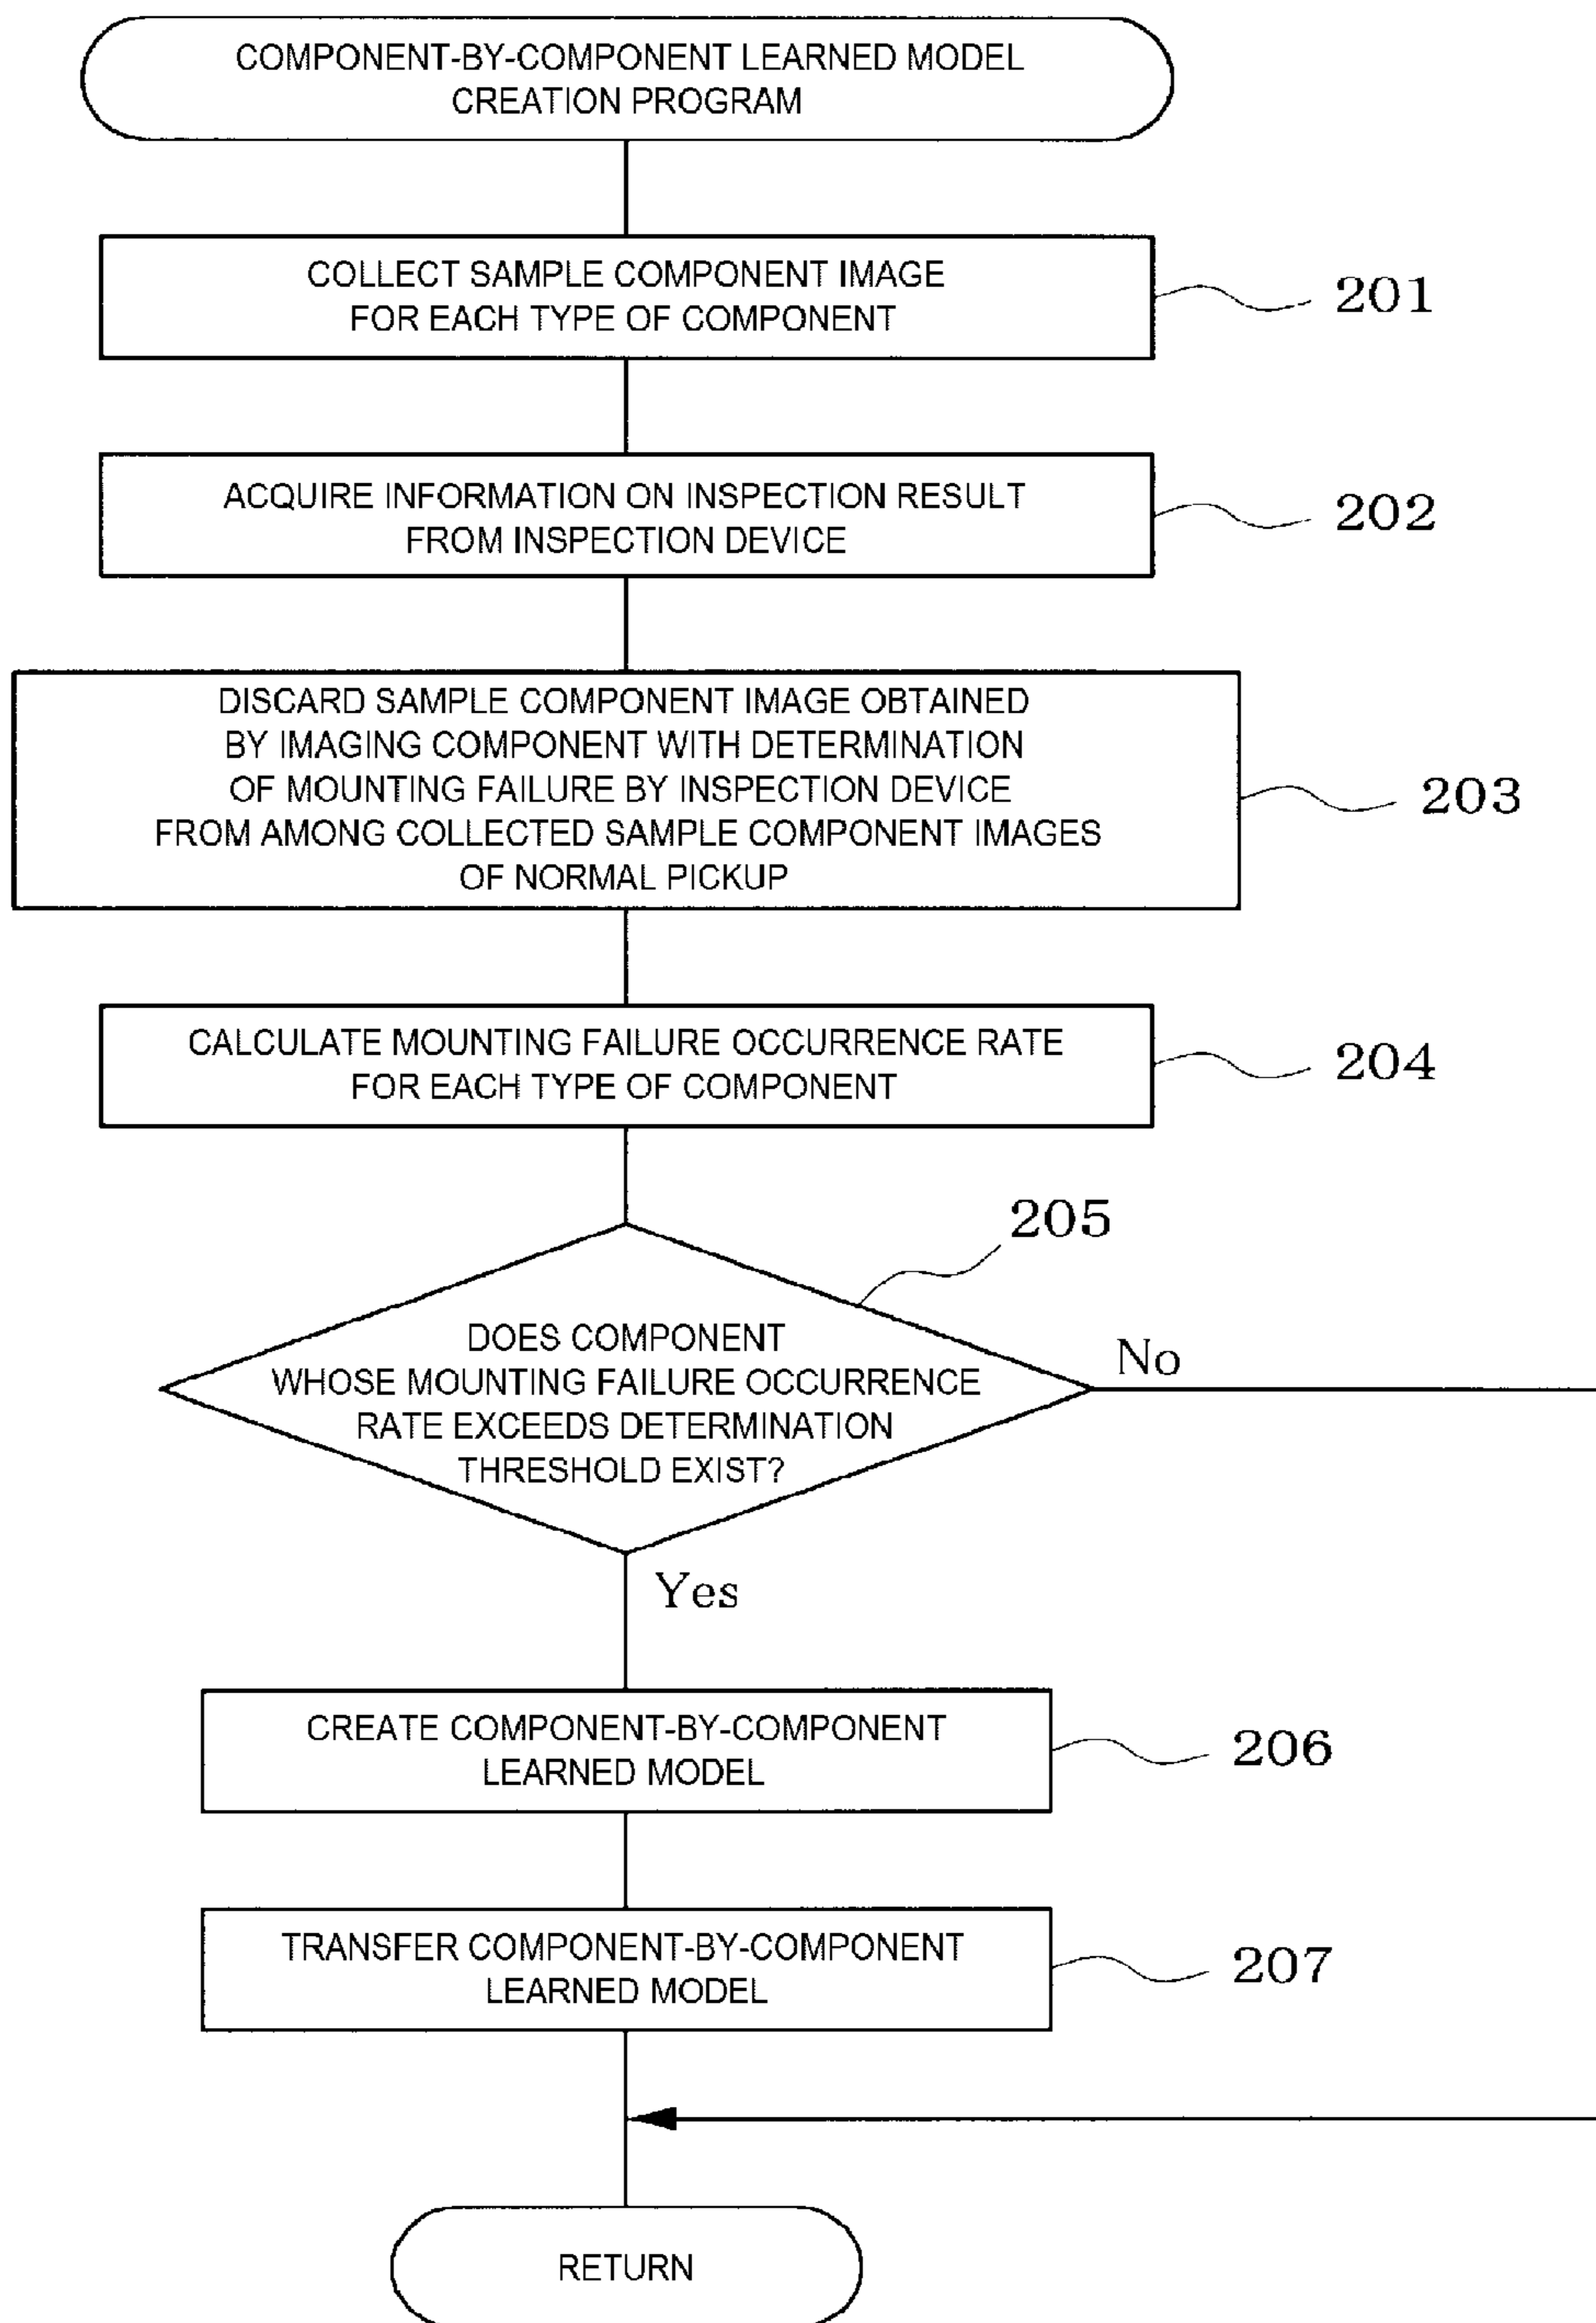 COMPONENT-BY-COMPONENT LEARNED MODEL
CREATION PROGRAM
COLLECT SAMPLE COMPONENT IMAGE
FOR EACH TYPE OF COMPONENT
201
ACQUIRE INFORMATION ON INSPECTION RESULT
FROM INSPECTION DEVICE
202
DISCARD SAMPLE COMPONENT IMAGE OBTAINED
BY IMAGING COMPONENT WITH DETERMINATION
OF MOUNTING FAILURE BY INSPECTION DEVICE
FROM AMONG COLLECTED SAMPLE COMPONENT IMAGES
OF NORMAL PICKUP
203
CALCULATE MOUNTING FAILURE OCCURRENCE RATE
FOR EACH TYPE OF COMPONENT
204
205
DOES COMPONENT
WHOSE MOUNTING FAILURE OCCURRENCE
RATE EXCEEDS DETERMINATION
THRESHOLD EXIST?
No
Yes
CREATE COMPONENT-BY-COMPONENT
LEARNED MODEL
206
TRANSFER COMPONENT-BY-COMPONENT
LEARNED MODEL
207
RETURN